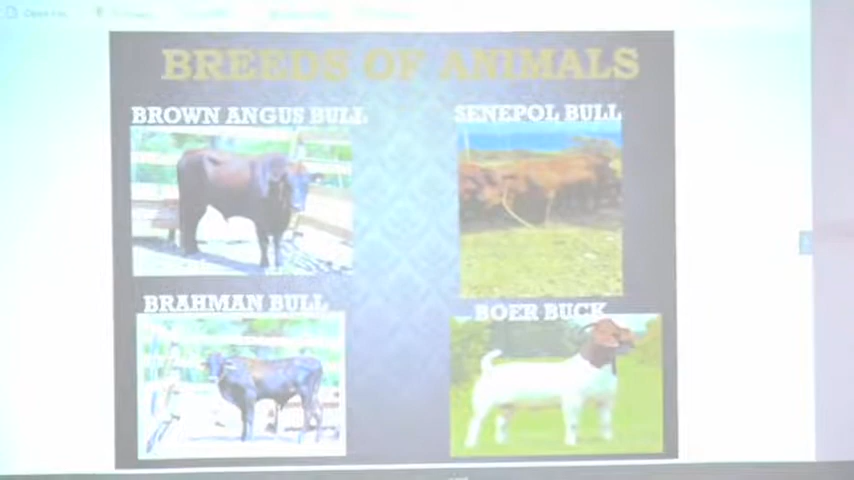 BREEDS OF ANIMALS
BROWN ANGUS BULL
SENEPOL BULL
BRAHMAN BULL
BOER BUCK